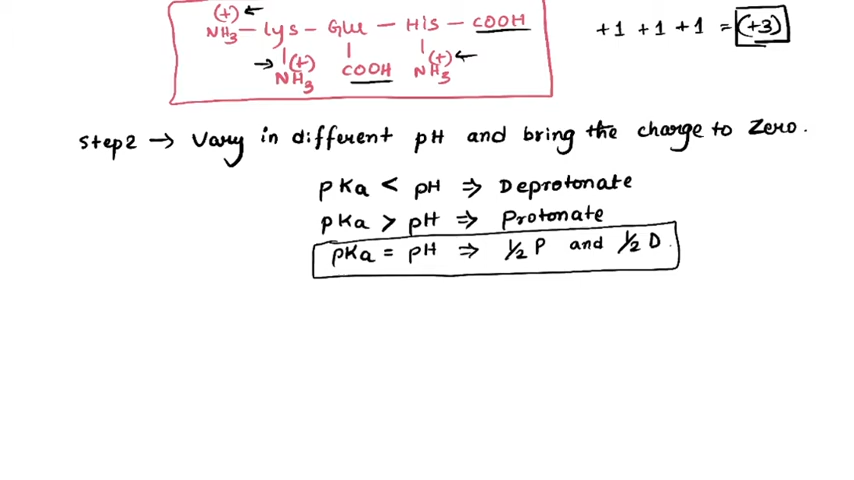 (+)
NH3 – Lys – Glu – His – COOH
+1 +1 +1 = (+3)
(+) (+)
NH3 COOH NH3
Step2 → Vary in different pH and bring the charge to Zero.
pKa < pH ⇒ Deprotonate
pKa > pH ⇒ Protonate
pKa = pH ⇒ 1/2 P and 1/2 D.